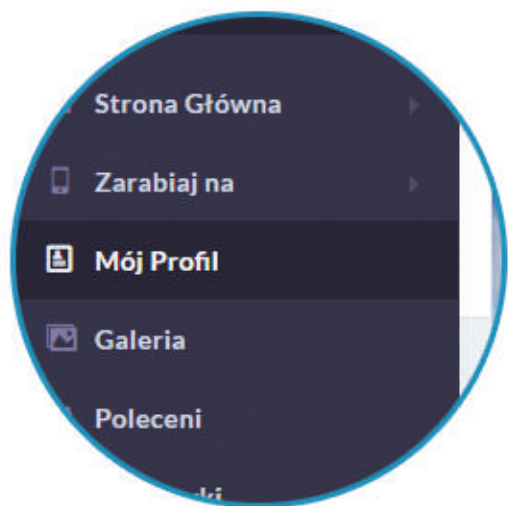 Strona Główna
Zarabiaj na
Mój Profil
Galeria
Poleceni